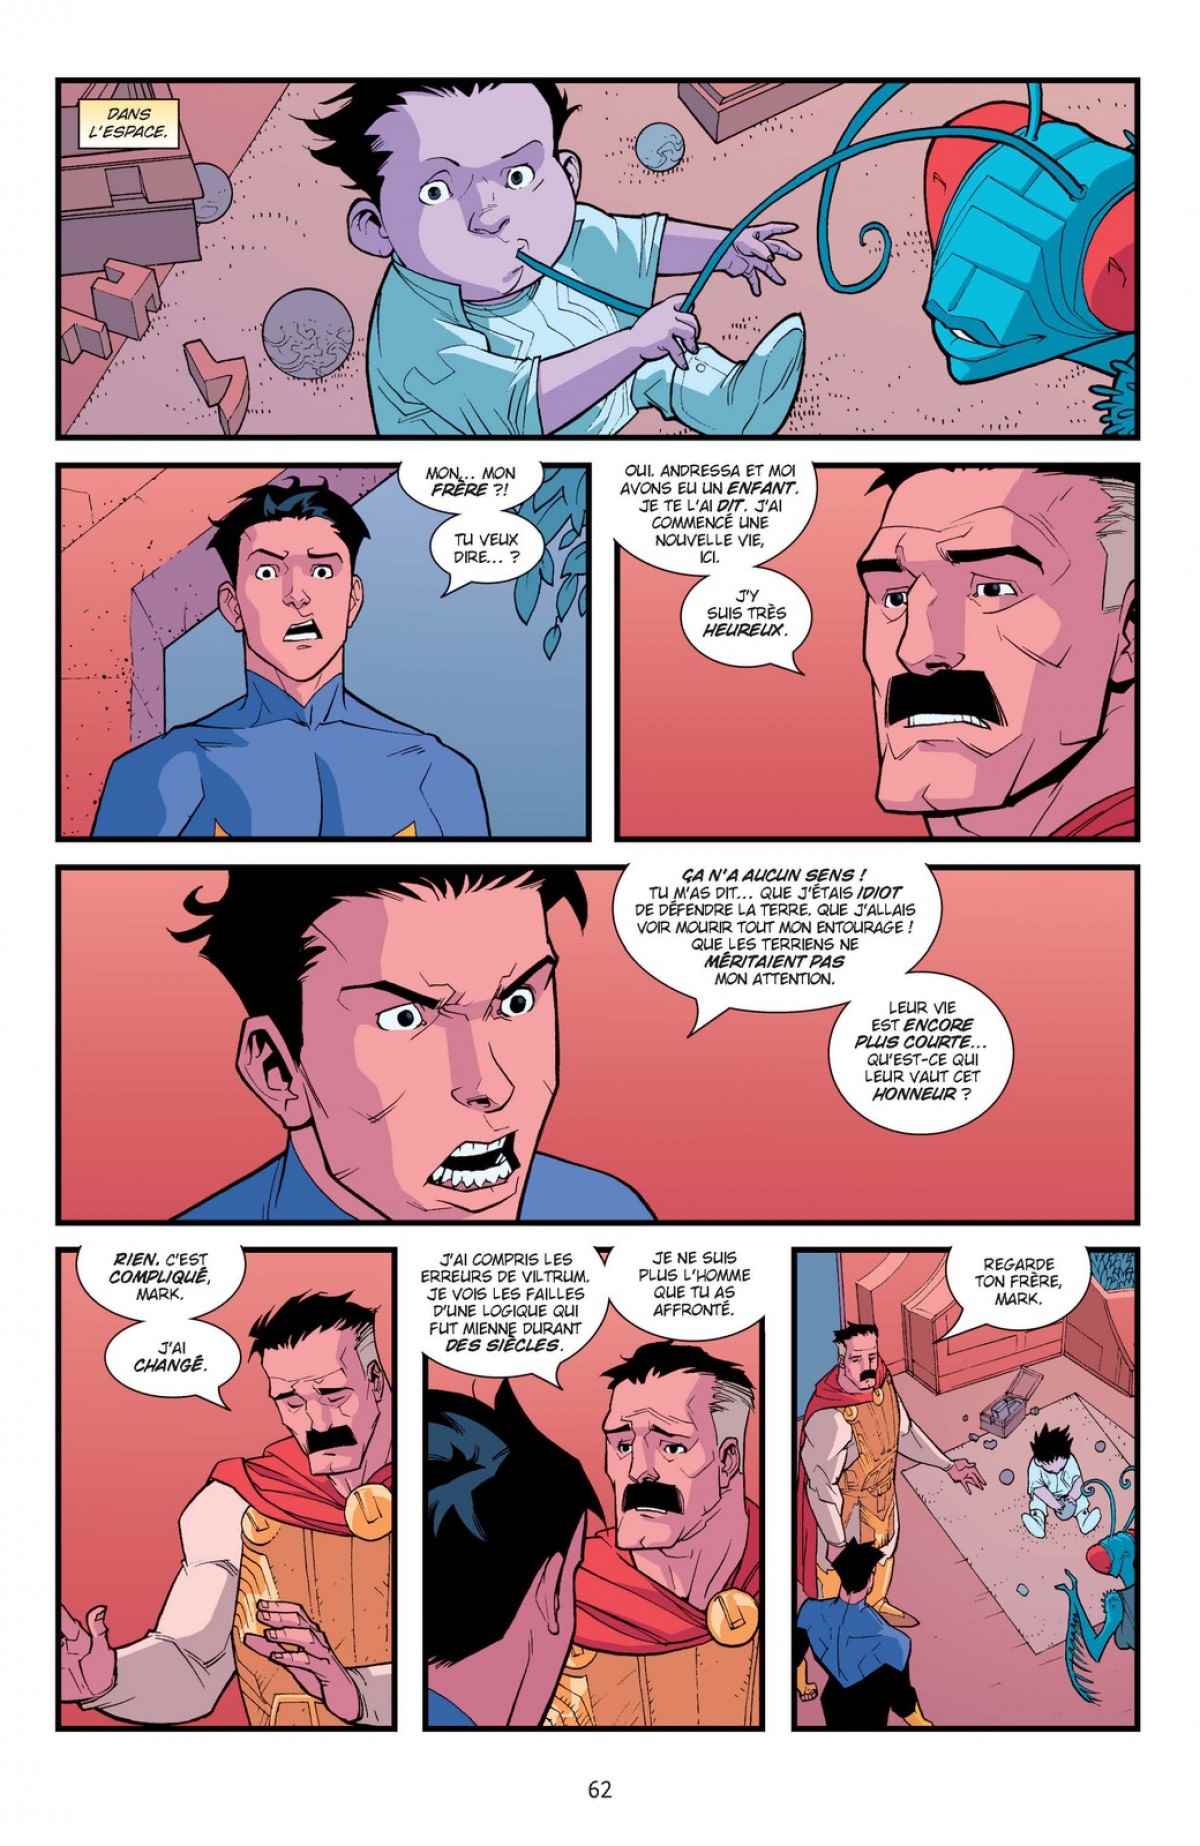 DANS
L'ESPACE.
MON... MON
FRÈRE ?!
TU VEUX
DIRE... ?
OUI. ANDRESSA ET MOI
AVONS EU UN ENFANT.
JE TE L'AI DIT. J'AI
COMMENCÉ UNE
NOUVELLE VIE,
ICI.
J'Y
SUIS TRÈS
HEUREUX.
ÇA N'A AUCUN SENS !
TU M'AS DIT... QUE J'ÉTAIS IDIOT
DE DÉFENDRE LA TERRE. QUE J'ALLAIS
VOIR MOURIR TOUT MON ENTOURAGE !
QUE LES TERRIENS NE
MÉRITAIENT PAS
MON ATTENTION.
LEUR VIE
EST ENCORE
PLUS COURTE...
QU'EST-CE QUI
LEUR VAUT CET
HONNEUR ?
RIEN. C'EST
COMPLIQUÉ,
MARK.
J'AI
CHANGÉ.
J'AI COMPRIS LES
ERREURS DE VILTRUM.
JE VOIS LES FAILLES
D'UNE LOGIQUE QUI
FUT MIENNE DURANT
DES SIÈCLES.
JE NE SUIS
PLUS L'HOMME
QUE TU AS
AFFRONTÉ.
REGARDE
TON FRÈRE,
MARK.
62